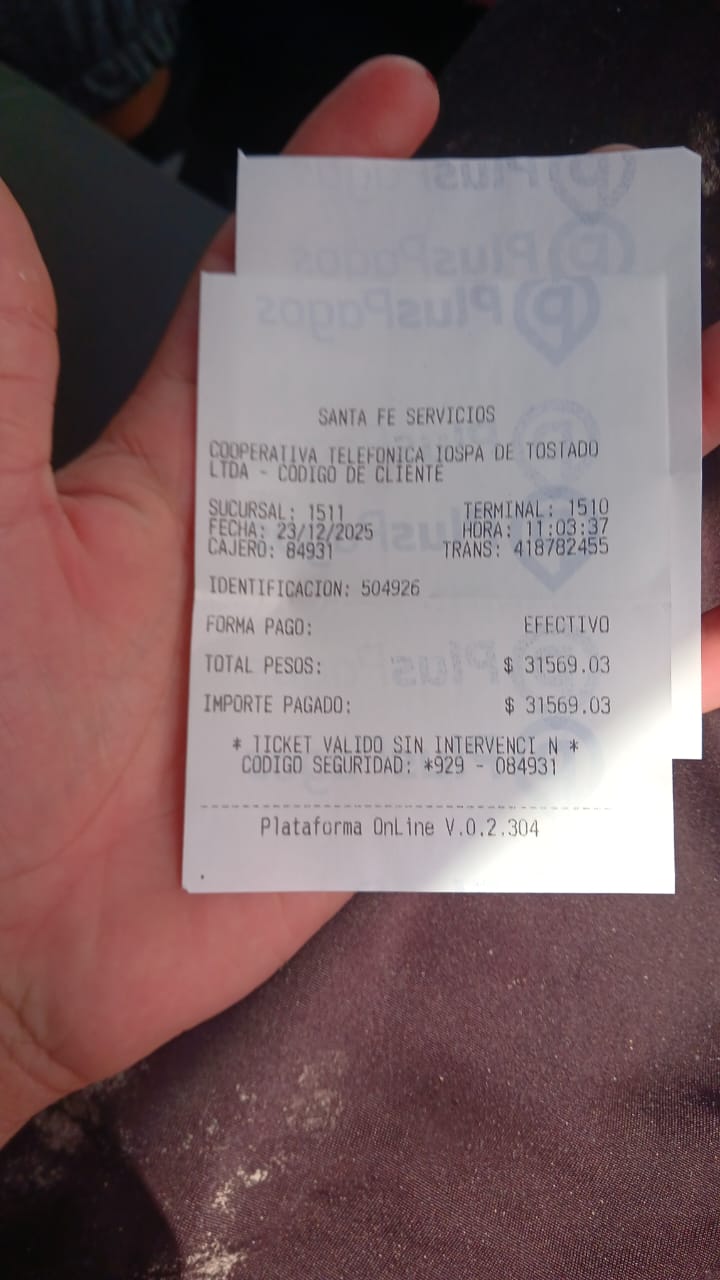 PlusPagos
PlusPagos
PlusPagos
SANTA FE SERVICIOS
COOPERATIVA TELEFONICA IOSPA DE TOSTADO
LTDA - CODIGO DE CLIENTE
SUCURSAL: 1511 TERMINAL: 1510
FECHA: 23/12/2025 HORA: 11:03:37
CAJERO: 84931 TRANS: 418782455
IDENTIFICACION: 504926
FORMA PAGO: EFECTIVO
TOTAL PESOS: $ 31569.03
IMPORTE PAGADO: $ 31569.03
* TICKET VALIDO SIN INTERVENCI N *
CODIGO SEGURIDAD: *929 - 084931
Plataforma OnLine V.0.2.304